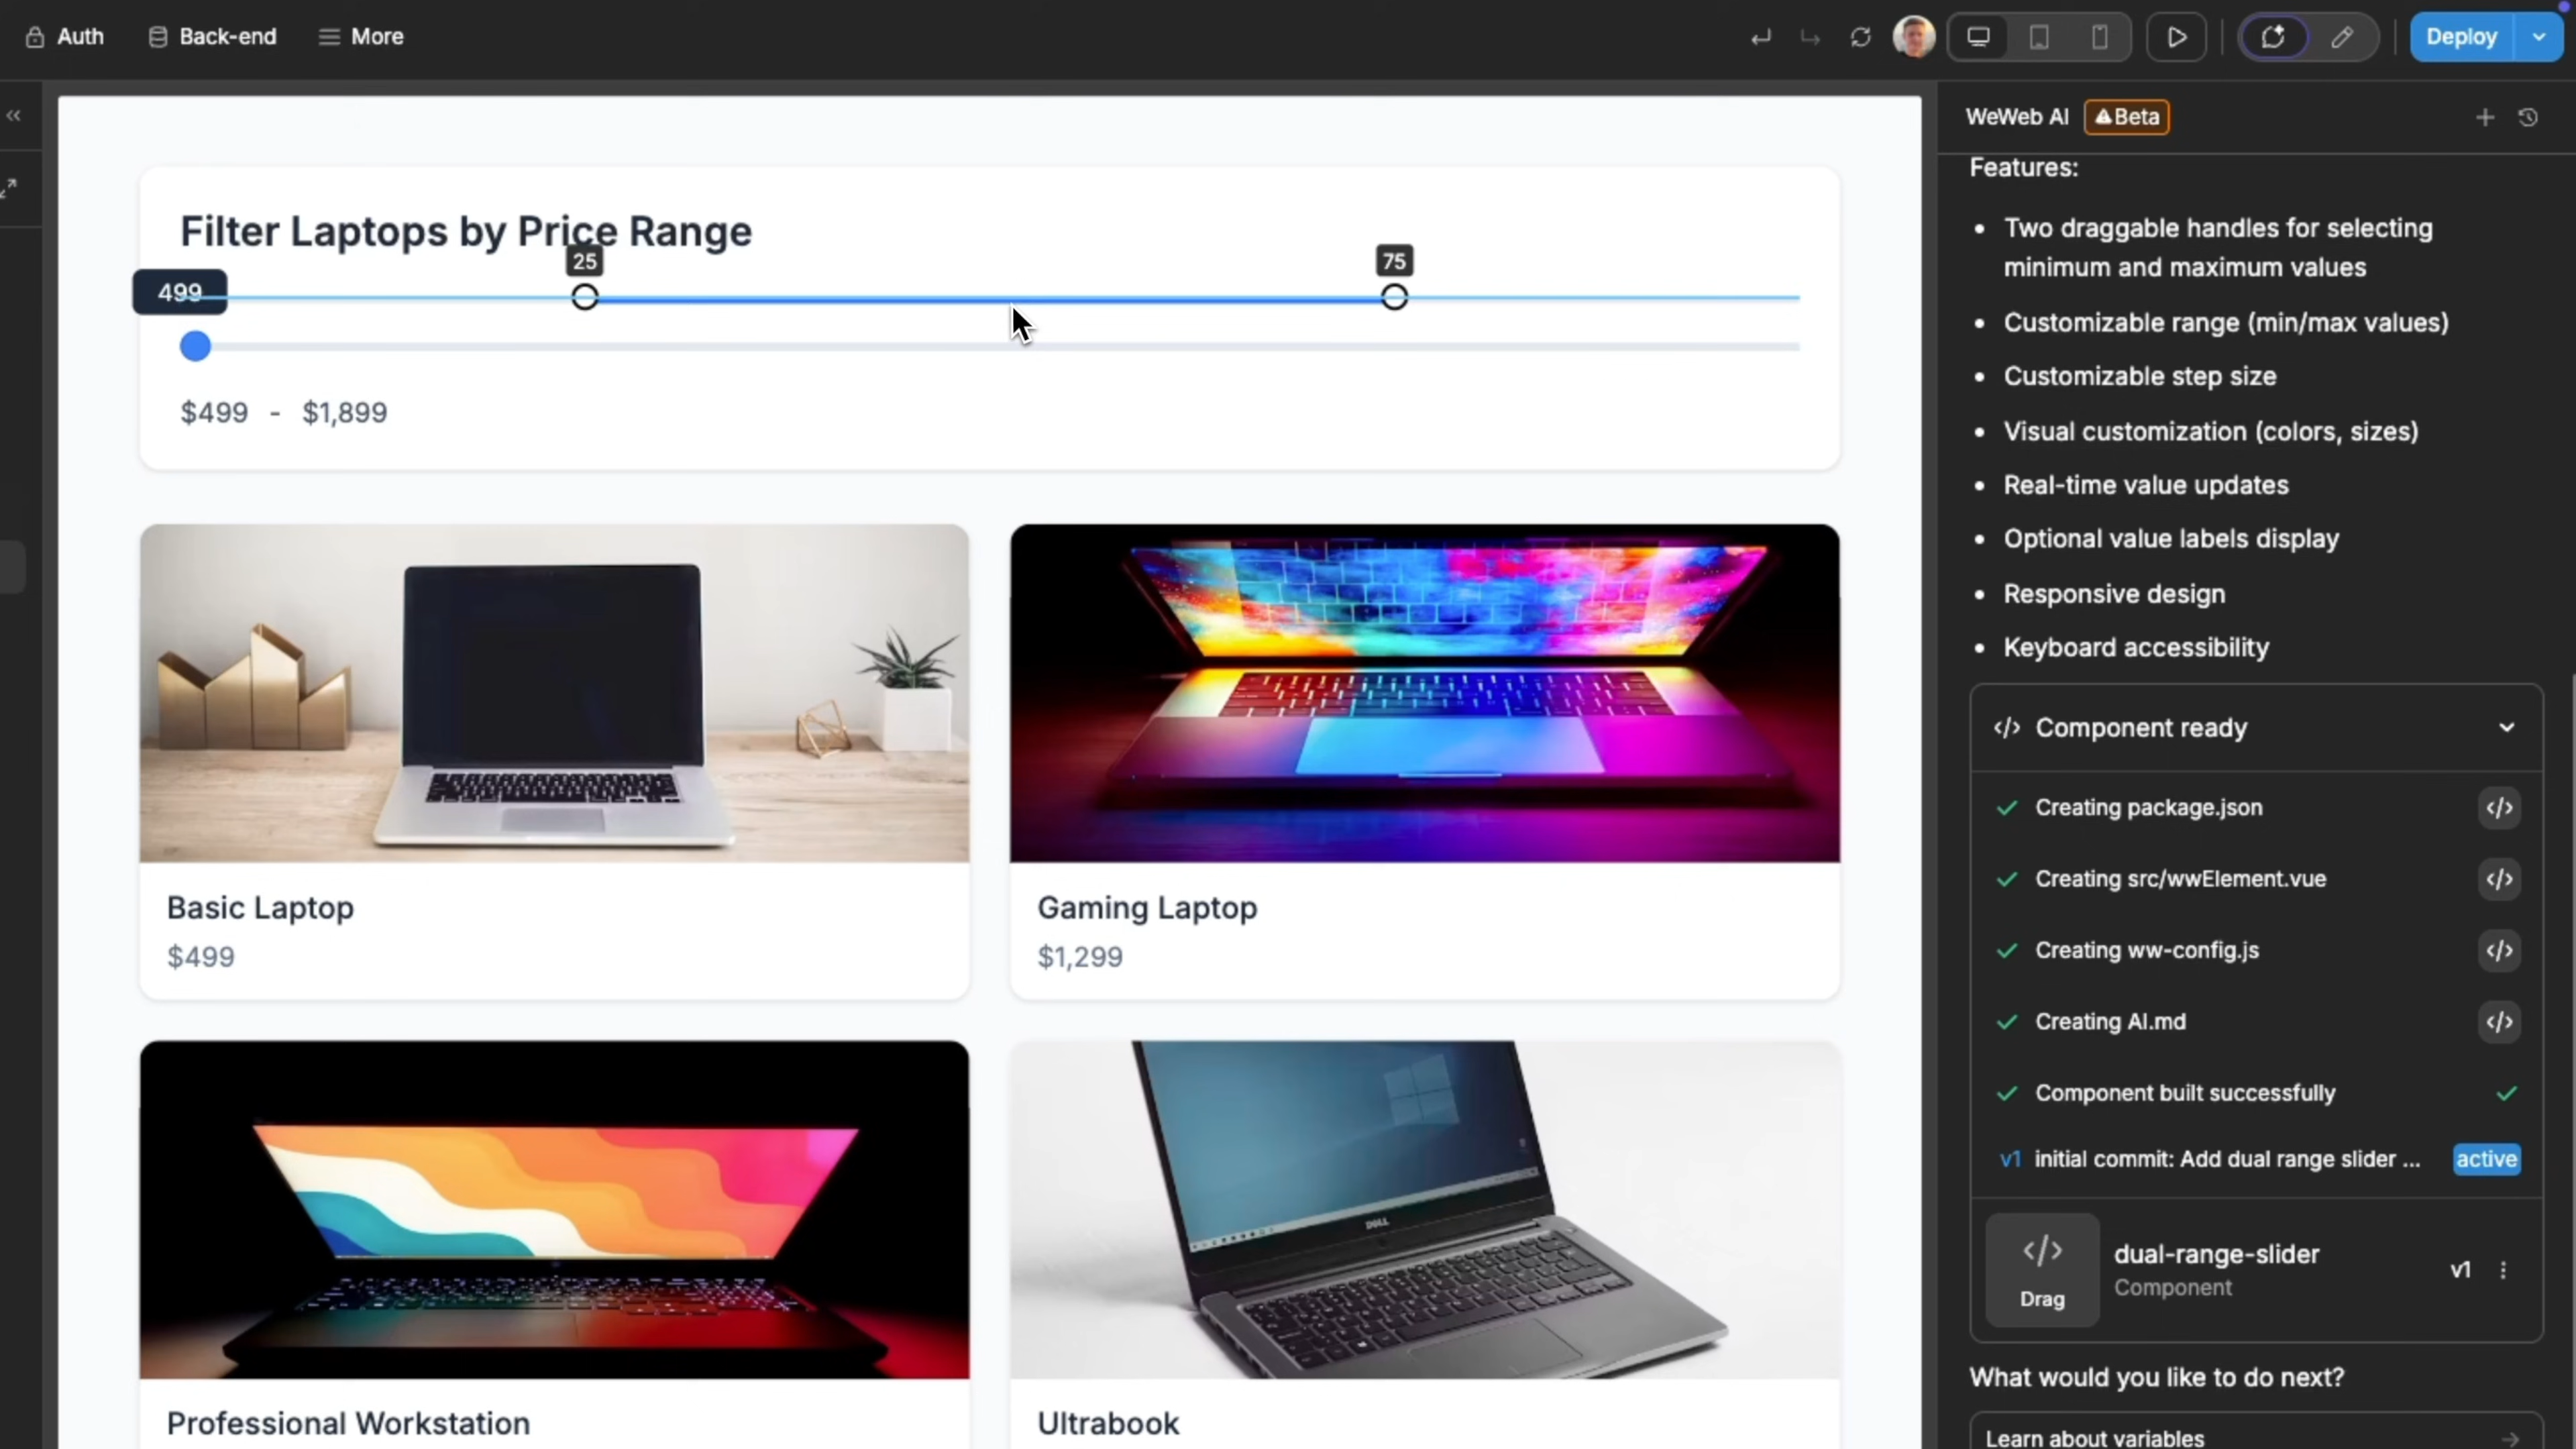 Auth
Back-end
More
Deploy
WeWeb AI
Beta
Features:
Two draggable handles for selecting
minimum and maximum values
Customizable range (min/max values)
Customizable step size
Visual customization (colors, sizes)
Real-time value updates
Optional value labels display
Responsive design
Keyboard accessibility
Component ready
Creating package.json
Creating src/wwElement.vue
Creating ww-config.js
Creating AI.md
Component built successfully
v1 initial commit: Add dual range slider ... active
Drag
dual-range-slider
Component
v1
What would you like to do next?
Learn about variables
Filter Laptops by Price Range
25
75
499
$499 - $1,899
Basic Laptop
$499
Gaming Laptop
$1,299
DELL
Professional Workstation
Ultrabook